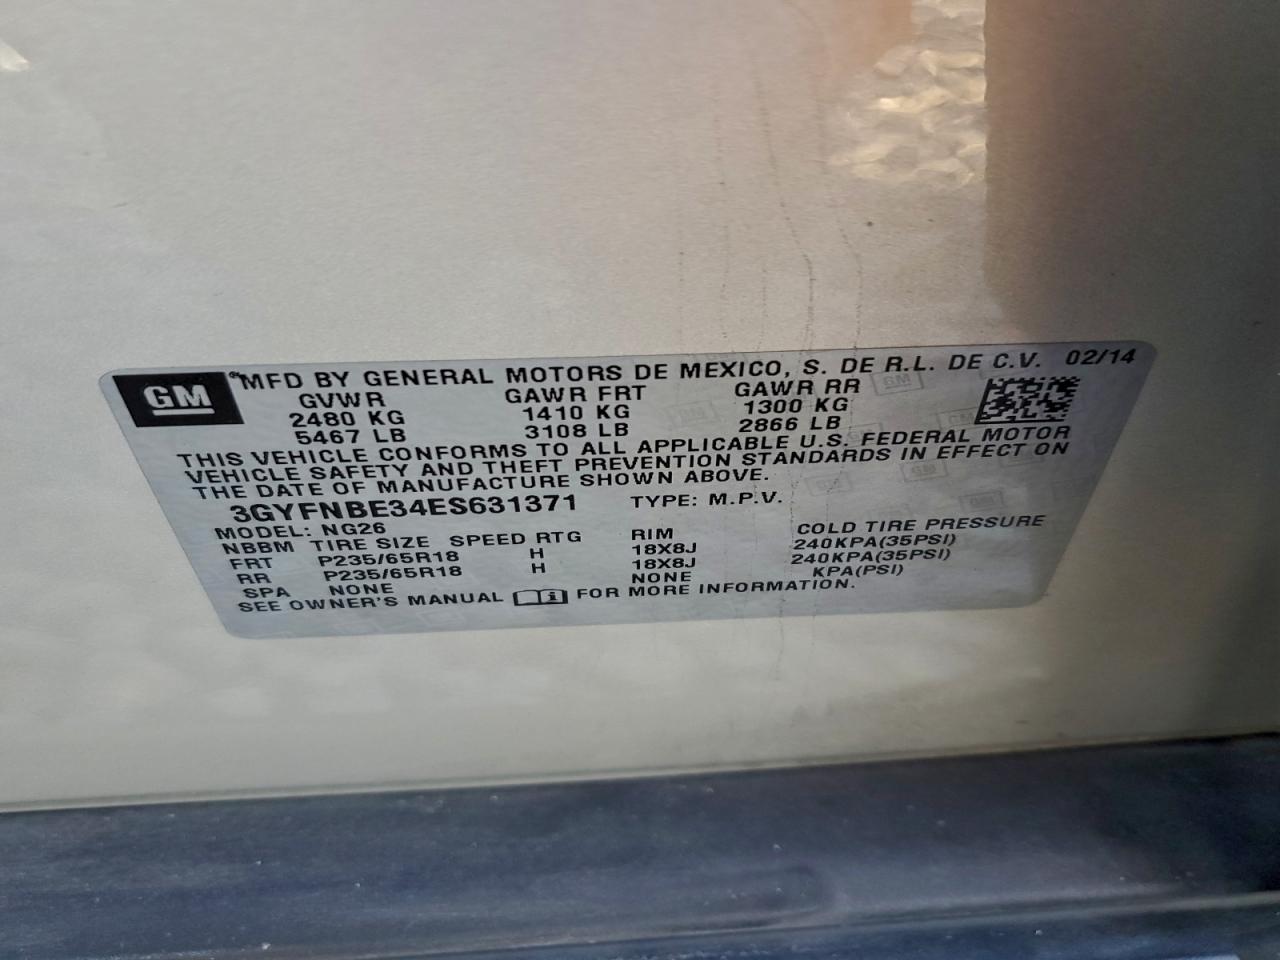 GM
®MFD BY GENERAL MOTORS DE MEXICO, S. DE R.L. DE C.V. 02/14
GVWR GAWR FRT GAWR RR
2480 KG 1410 KG 1300 KG
5467 LB 3108 LB 2866 LB
THIS VEHICLE CONFORMS TO ALL APPLICABLE U.S. FEDERAL MOTOR
VEHICLE SAFETY AND THEFT PREVENTION STANDARDS IN EFFECT ON
THE DATE OF MANUFACTURE SHOWN ABOVE.
3GYFNBE34ES631371 TYPE: M.P.V.
MODEL: NG26
NBBM TIRE SIZE SPEED RTG RIM COLD TIRE PRESSURE
FRT P235/65R18 H 18X8J 240KPA(35PSI)
RR P235/65R18 H 18X8J 240KPA(35PSI)
SPA NONE NONE KPA(PSI)
SEE OWNER'S MANUAL FOR MORE INFORMATION.